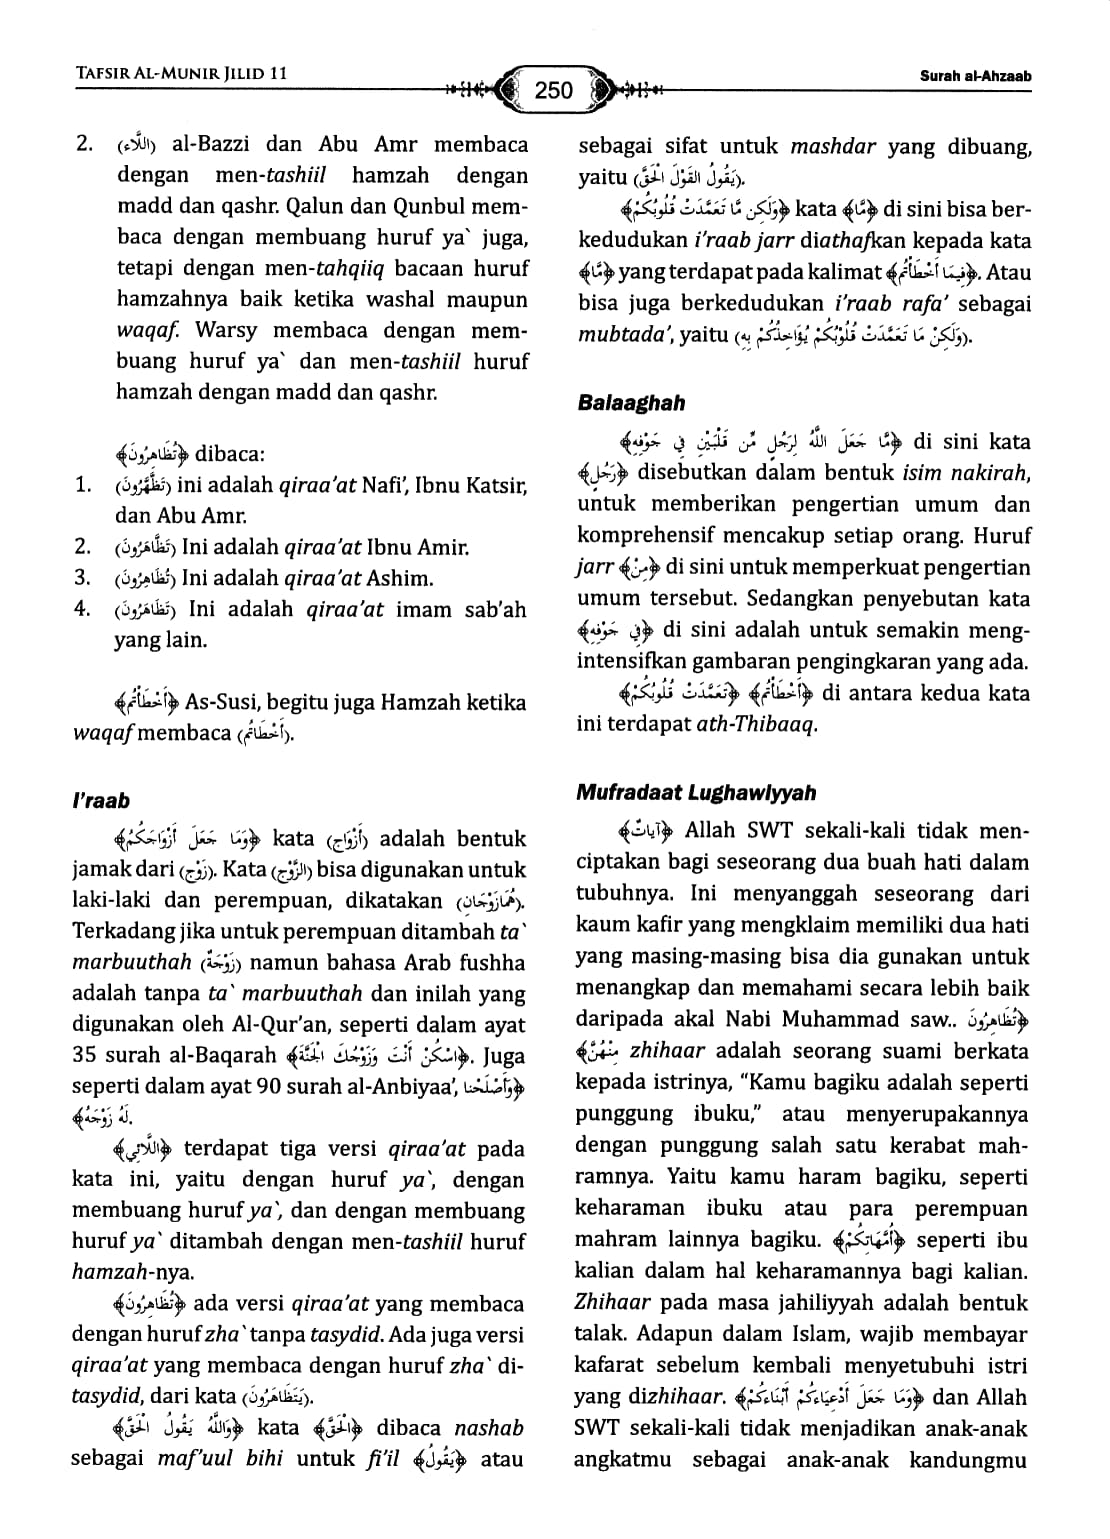 TAFSIR AL-MUNIR JILID 11
250
Surah al-Ahzaab
2. (اللَّاء) al-Bazzi dan Abu Amr membaca
dengan men-tashiil hamzah dengan
madd dan qashr. Qalun dan Qunbul mem-
baca dengan membuang huruf ya` juga,
tetapi dengan men-tahqiiq bacaan huruf
hamzahnya baik ketika washal maupun
waqaf. Warsy membaca dengan mem-
buang huruf ya` dan men-tashiil huruf
hamzah dengan madd dan qashr.
﴿تُظَاهِرُونَ﴾ dibaca:
1. (تَظَّهَّرُونَ) ini adalah qiraa’at Nafi’, Ibnu Katsir,
dan Abu Amr.
2. (تَظَّاهَرُونَ) Ini adalah qiraa’at Ibnu Amir.
3. (تُظَاهِرُونَ) Ini adalah qiraa’at Ashim.
4. (تَظَاهَرُونَ) Ini adalah qiraa’at imam sab’ah
yang lain.
﴿أَخْطَأْتُم﴾ As-Susi, begitu juga Hamzah ketika
waqaf membaca (أَخْطَاتُم).
I’raab
﴿وَمَا جَعَلَ أَزْوَاجَكُمُ﴾ kata (أَزْوَاج) adalah bentuk
jamak dari (زَوْج). Kata (الزَّوْج) bisa digunakan untuk
laki-laki dan perempuan, dikatakan (هُمَازَوْجَانِ).
Terkadang jika untuk perempuan ditambah ta`
marbuuthah (زَوْجَةٌ) namun bahasa Arab fushha
adalah tanpa ta` marbuuthah dan inilah yang
digunakan oleh Al-Qur’an, seperti dalam ayat
35 surah al-Baqarah ﴿اسْكُنْ أَنْتَ وَزَوْجُكَ الْجَنَّةَ﴾. Juga
seperti dalam ayat 90 surah al-Anbiyaa’, ﴿وَأَصْلَحْنَا
لَهُ زَوْجَهُ﴾.
﴿اللَّائِي﴾ terdapat tiga versi qiraa’at pada
kata ini, yaitu dengan huruf ya`, dengan
membuang huruf ya`, dan dengan membuang
huruf ya` ditambah dengan men-tashiil huruf
hamzah-nya.
﴿تُظَاهِرُونَ﴾ ada versi qiraa’at yang membaca
dengan huruf zha` tanpa tasydid. Ada juga versi
qiraa’at yang membaca dengan huruf zha` di-
tasydid, dari kata (يَتَظَاهَرُونَ).
﴿وَاللَّهُ يَقُولُ الْحَقَّ﴾ kata ﴿الْحَقَّ﴾ dibaca nashab
sebagai maf’uul bihi untuk fi’il ﴿يَقُولُ﴾ atau
sebagai sifat untuk mashdar yang dibuang,
yaitu (يَقُولُ القَوْلَ الْحَقَّ).
﴿وَلَكِن مَّا تَعَمَّدَتْ قُلُوبُكُمْ﴾ kata ﴿مَّا﴾ di sini bisa ber-
kedudukan i’raab jarr diathafkan kepada kata
﴿مَّا﴾ yang terdapat pada kalimat ﴿فِيمَا أَخْطَأْتُم﴾. Atau
bisa juga berkedudukan i’raab rafa’ sebagai
mubtada’, yaitu (وَلَكِنْ مَا تَعَمَّدَتْ قُلُوْبُكُمْ يُؤَاخِذُكُمْ بِهِ).
Balaaghah
﴿مَّا جَعَلَ اللَّهُ لِرَجُلٍ مِّن قَلْبَيْنِ فِي جَوْفِهِ﴾ di sini kata
﴿رَجُلٍ﴾ disebutkan dalam bentuk isim nakirah,
untuk memberikan pengertian umum dan
komprehensif mencakup setiap orang. Huruf
jarr ﴿مِنْ﴾ di sini untuk memperkuat pengertian
umum tersebut. Sedangkan penyebutan kata
﴿فِي جَوْفِهِ﴾ di sini adalah untuk semakin meng-
intensifkan gambaran pengingkaran yang ada.
﴿أَخْطَأْتُم﴾ ﴿تَعَمَّدَتْ قُلُوبُكُمْ﴾ di antara kedua kata
ini terdapat ath-Thibaaq.
Mufradaat Lughawiyyah
﴿آيَاتٌ﴾ Allah SWT sekali-kali tidak men-
ciptakan bagi seseorang dua buah hati dalam
tubuhnya. Ini menyanggah seseorang dari
kaum kafir yang mengklaim memiliki dua hati
yang masing-masing bisa dia gunakan untuk
menangkap dan memahami secara lebih baik
daripada akal Nabi Muhammad saw.. ﴿تُظَاهِرُونَ
مِنْهُنَّ﴾ zhihaar adalah seorang suami berkata
kepada istrinya, “Kamu bagiku adalah seperti
punggung ibuku,” atau menyerupakannya
dengan punggung salah satu kerabat mah-
ramnya. Yaitu kamu haram bagiku, seperti
keharaman ibuku atau para perempuan
mahram lainnya bagiku. ﴿أُمَّهَاتِكُمْ﴾ seperti ibu
kalian dalam hal keharamannya bagi kalian.
Zhihaar pada masa jahiliyyah adalah bentuk
talak. Adapun dalam Islam, wajib membayar
kafarat sebelum kembali menyetubuhi istri
yang dizhihaar. ﴿وَمَا جَعَلَ أَدْعِيَاءَكُمْ أَبْنَاءَكُمْ﴾ dan Allah
SWT sekali-kali tidak menjadikan anak-anak
angkatmu sebagai anak-anak kandungmu